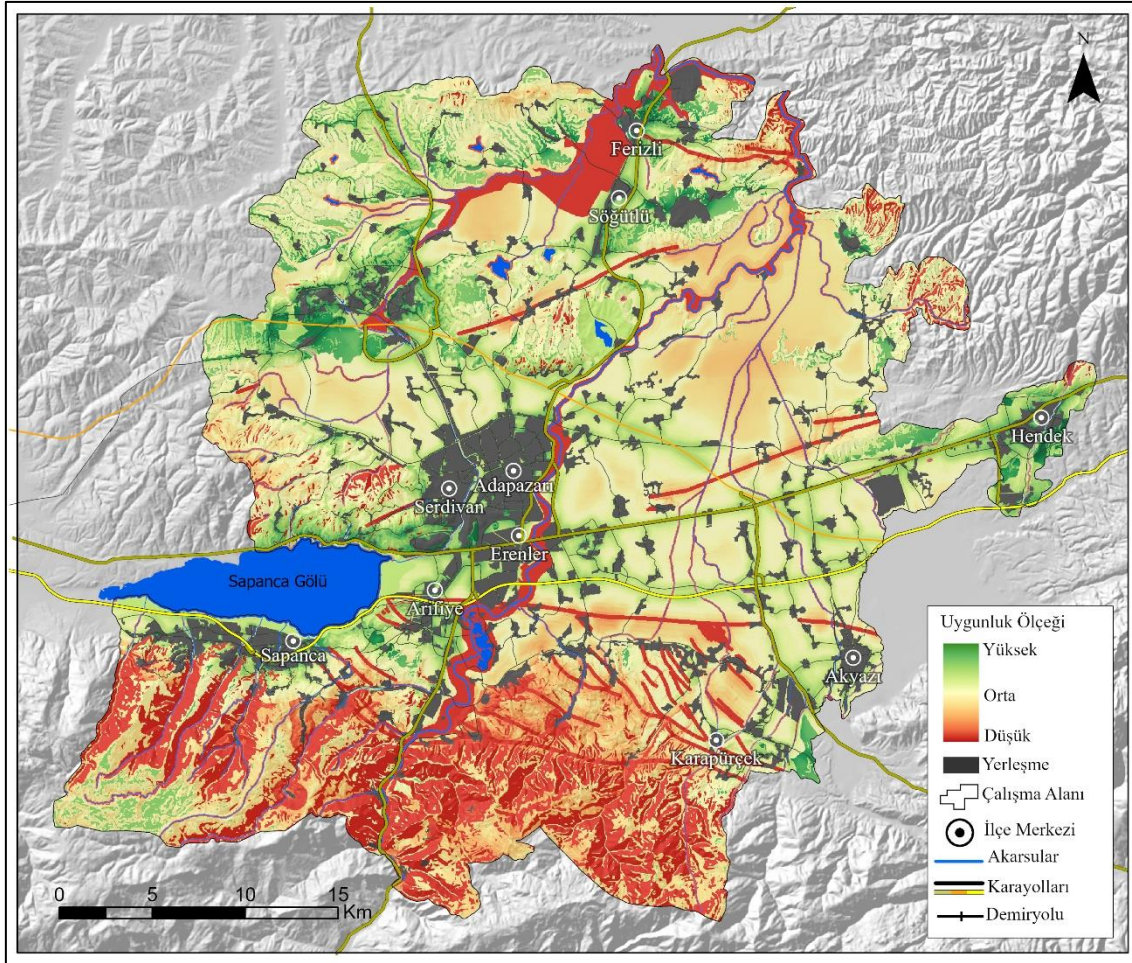 N
Ferizli
Söğütlü
Hendek
Adapazarı
Serdivan
Erenler
Sapanca Gölü
Arifiye
Sapanca
Akyazı
Karapürçek
Uygunluk Ölçeği
Yüksek
Orta
Düşük
Yerleşme
Çalışma Alanı
İlçe Merkezi
Akarsular
Karayolları
Demiryolu
0 5 10 15
Km